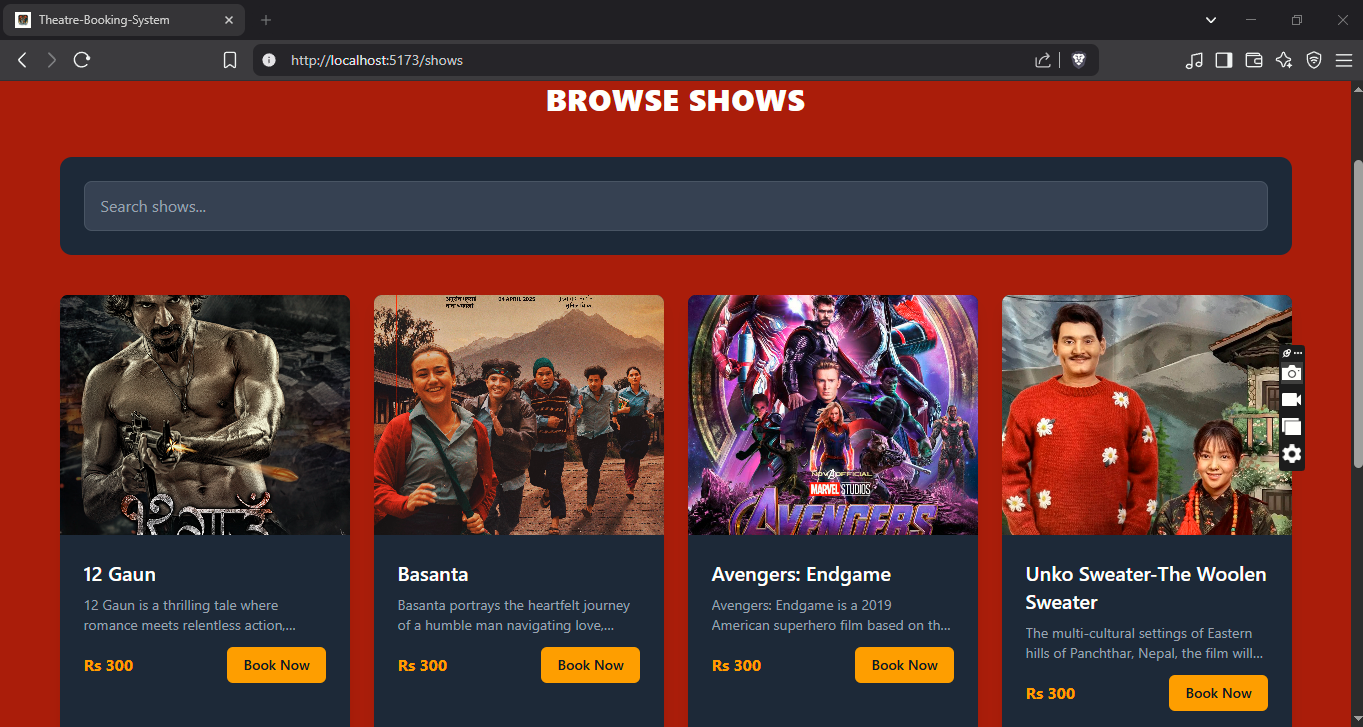 Theatre-Booking-System
http://localhost:5173/shows
BROWSE SHOWS
Search shows...
24 APRIL 2025
१२ गाउँ
MARVEL STUDIOS
AVENGERS
12 Gaun
12 Gaun is a thrilling tale where
romance meets relentless action,...
Rs 300
Book Now
Basanta
Basanta portrays the heartfelt journey
of a humble man navigating love,...
Rs 300
Book Now
Avengers: Endgame
Avengers: Endgame is a 2019
American superhero film based on th...
Rs 300
Book Now
Unko Sweater-The Woolen
Sweater
The multi-cultural settings of Eastern
hills of Panchthar, Nepal, the film will...
Rs 300
Book Now